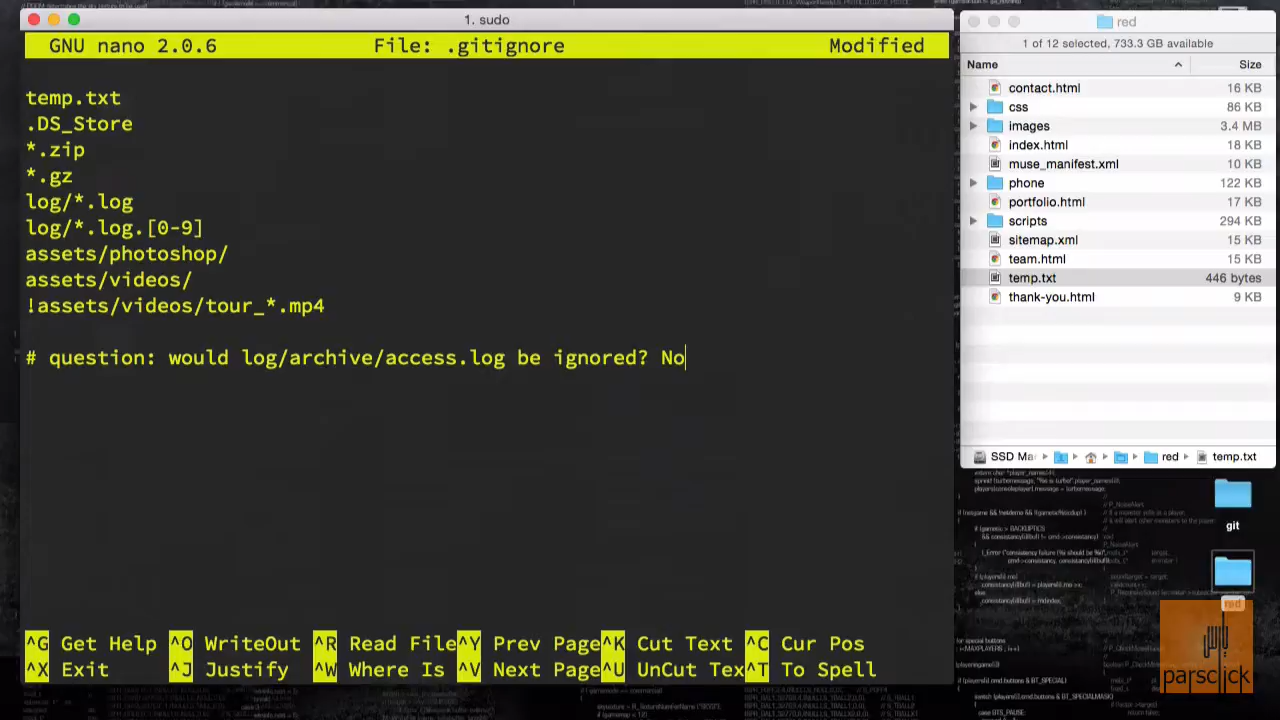 1. sudo
GNU nano 2.0.6 File: .gitignore Modified
temp.txt
.DS_Store
*.zip
*.gz
log/*.log
log/*.log.[0-9]
assets/photoshop/
assets/videos/
!assets/videos/tour_*.mp4
# question: would log/archive/access.log be ignored? No
^G Get Help ^O WriteOut ^R Read File ^Y Prev Page ^K Cut Text ^C Cur Pos
^X Exit ^J Justify ^W Where Is ^V Next Page ^U UnCut Tex ^T To Spell
red
1 of 12 selected, 733.3 GB available
Name Size
contact.html 16 KB
css 86 KB
images 3.4 MB
index.html 18 KB
muse_manifest.xml 10 KB
phone 122 KB
portfolio.html 17 KB
scripts 294 KB
sitemap.xml 15 KB
team.html 15 KB
temp.txt 446 bytes
thank-you.html 9 KB
SSD Ma red temp.txt
git
red
parsclick